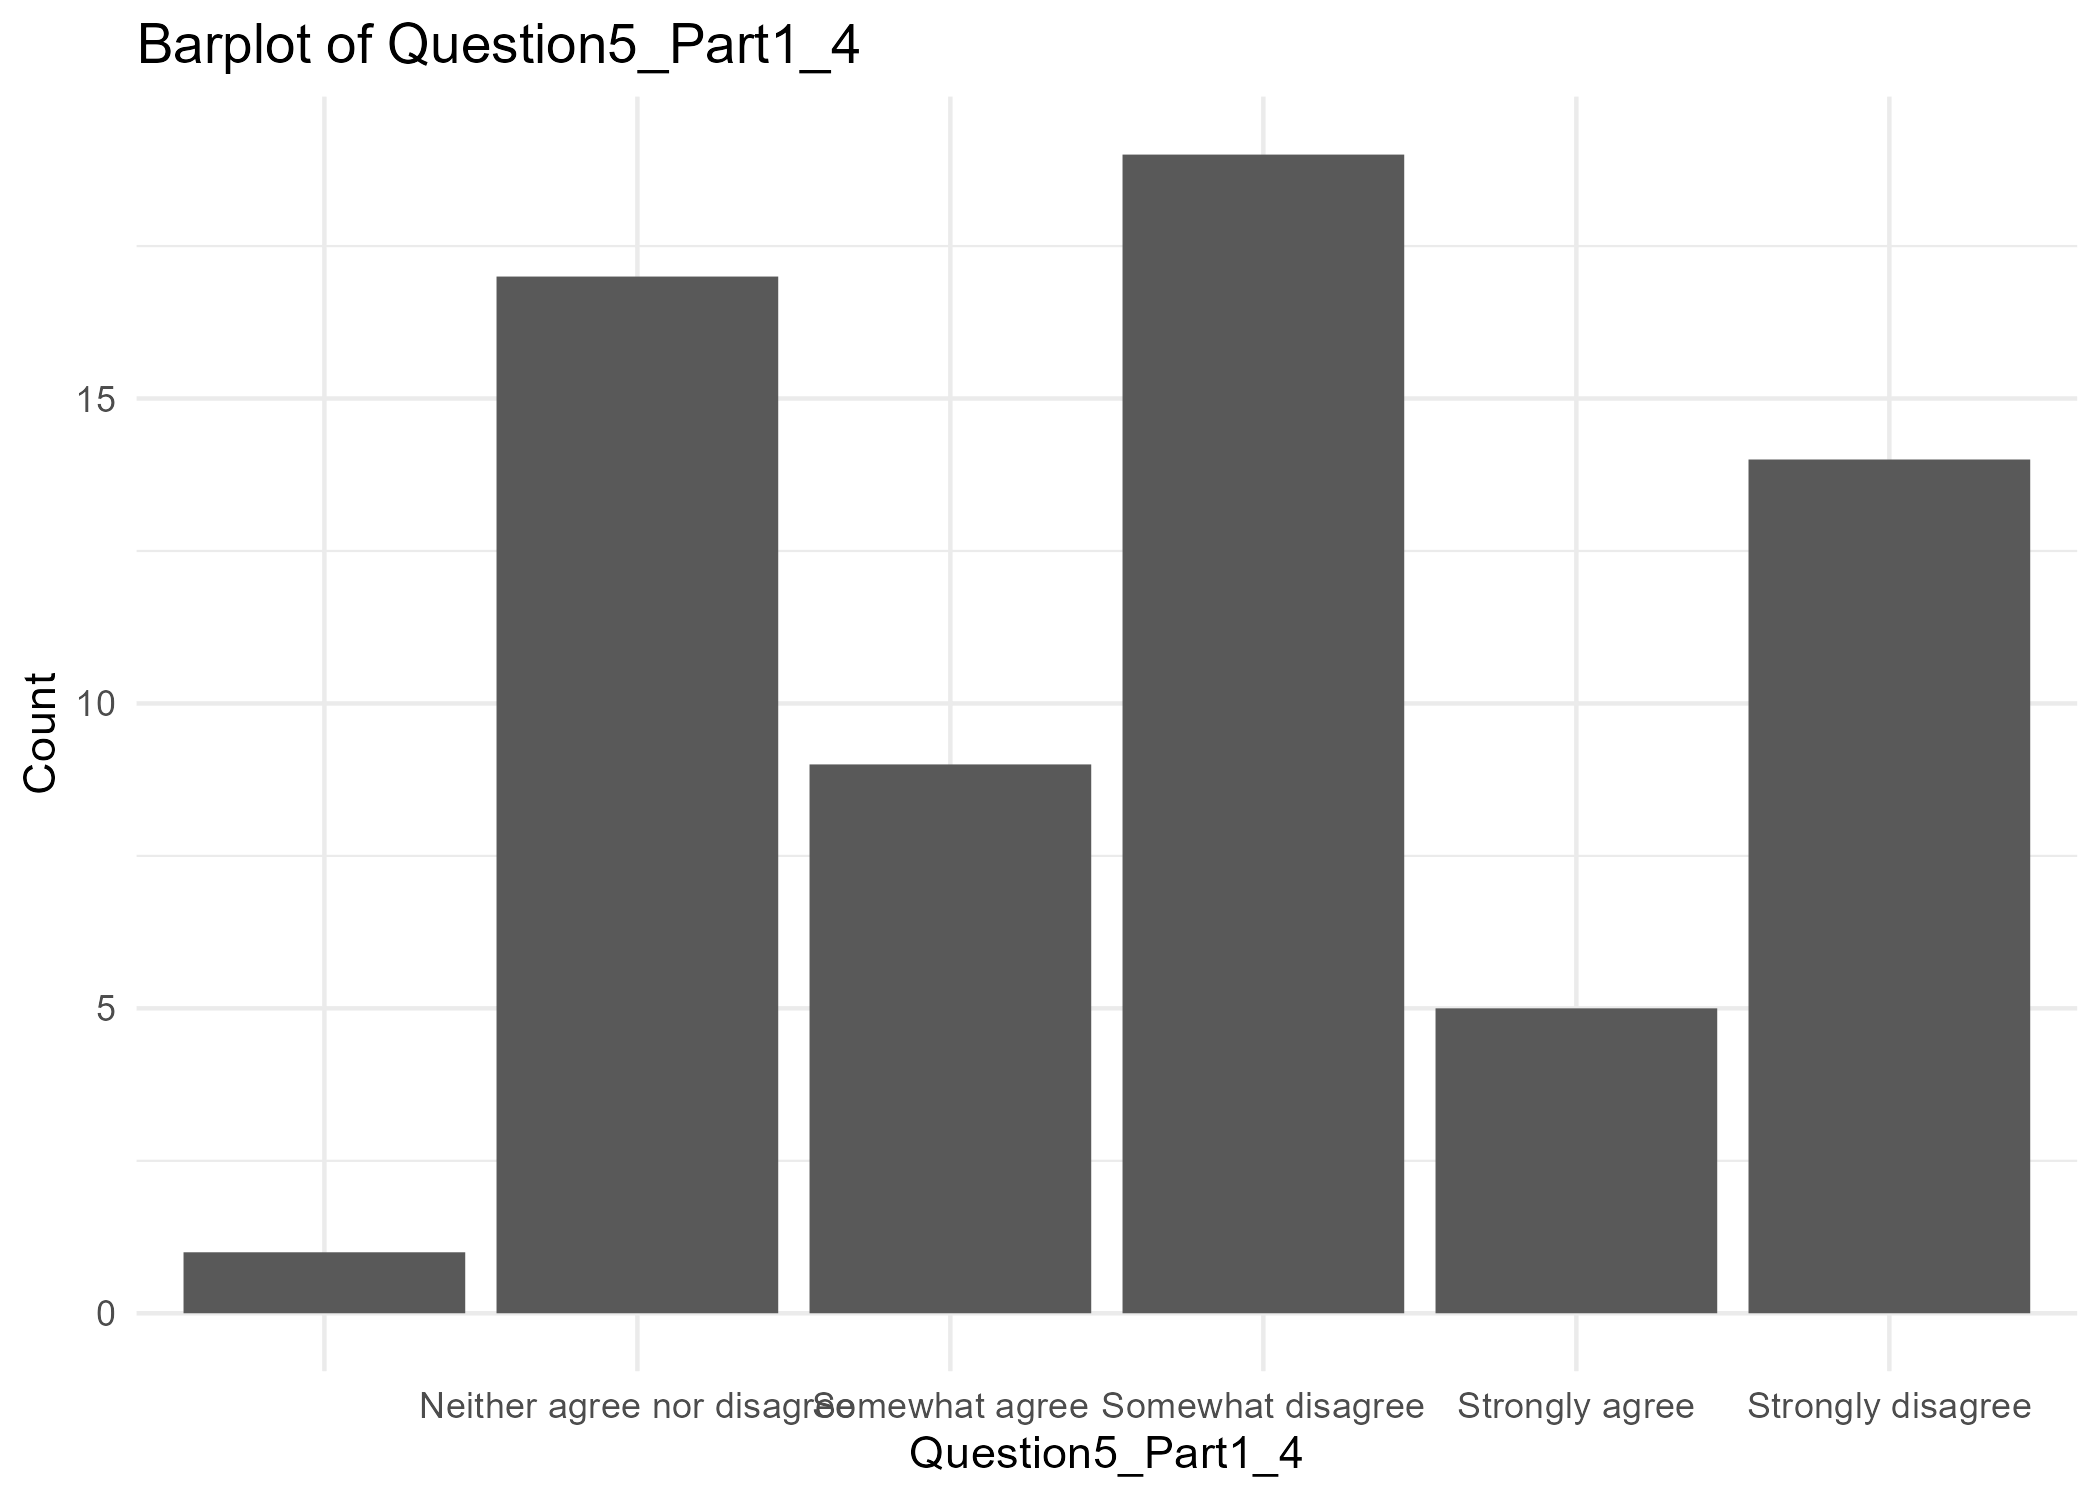 Barplot of Question5_Part1_4
Count
15
10
5
0
Neither agree nor disagree Somewhat agree Somewhat disagree Strongly agree Strongly disagree
Question5_Part1_4